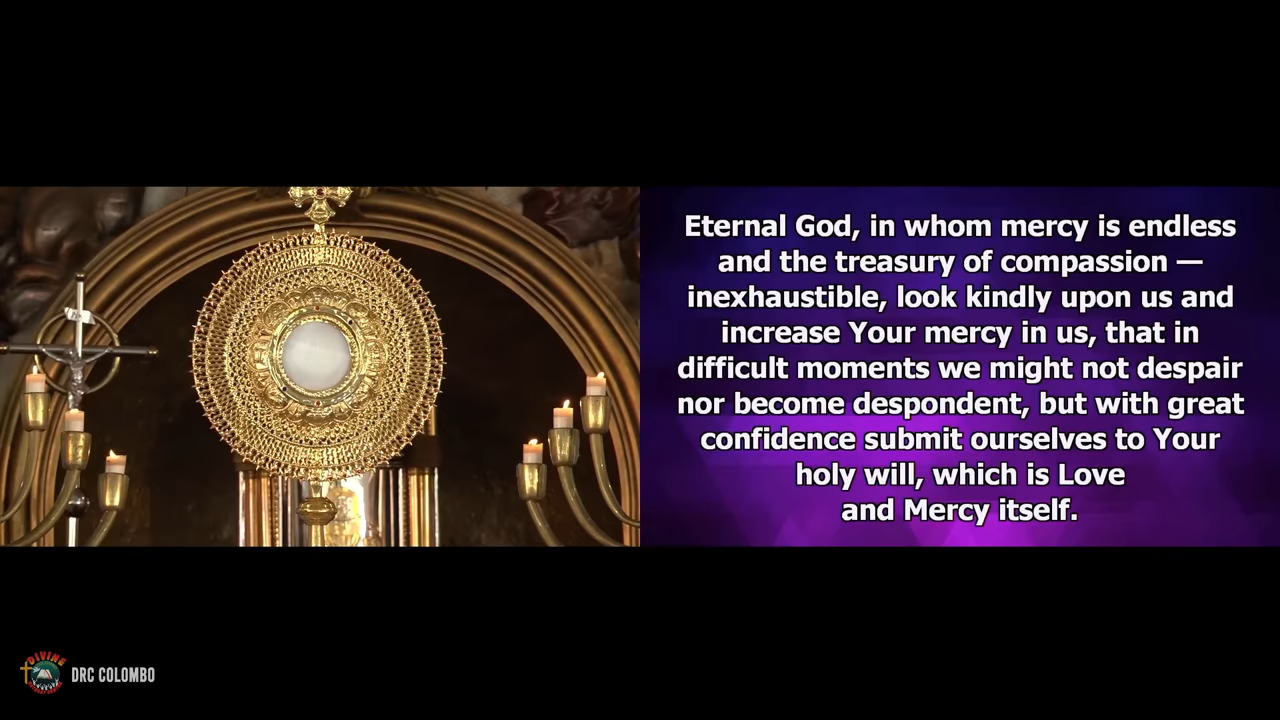 Eternal God, in whom mercy is endless
and the treasury of compassion —
inexhaustible, look kindly upon us and
increase Your mercy in us, that in
difficult moments we might not despair
nor become despondent, but with great
confidence submit ourselves to Your
holy will, which is Love
and Mercy itself.
DIVINE
DRC COLOMBO